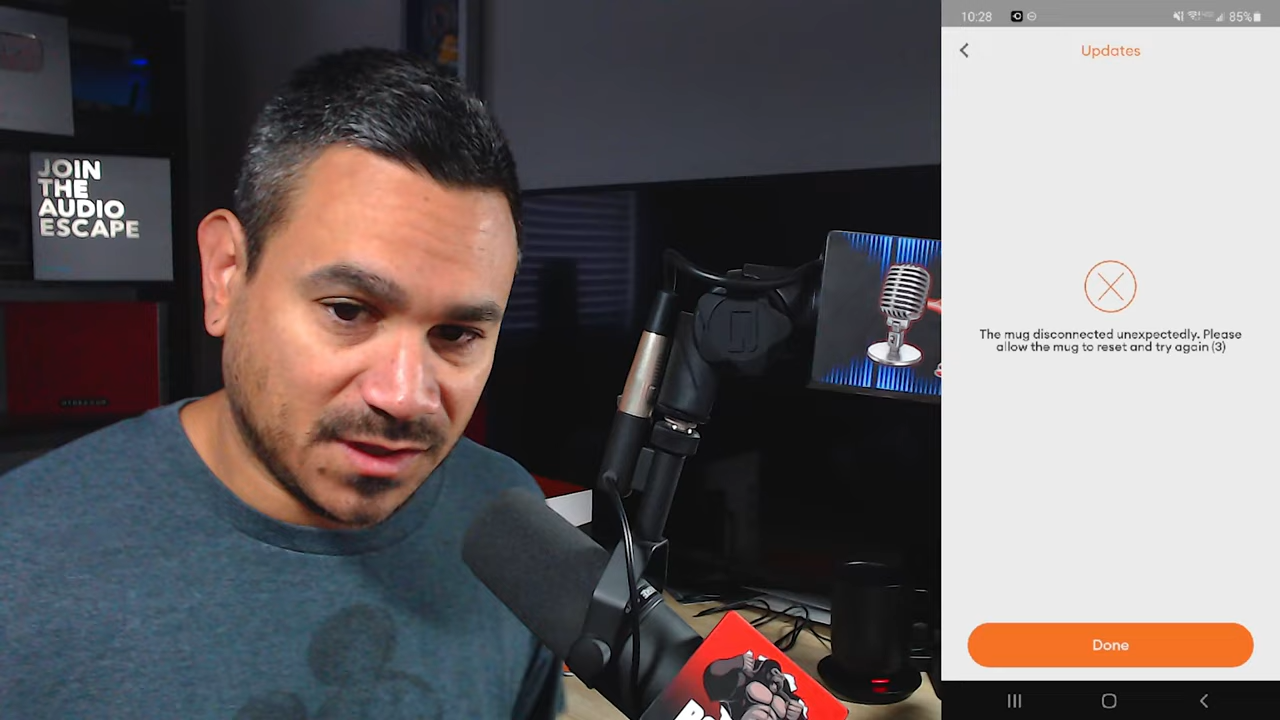 JOIN
THE
AUDIO
ESCAPE
10:28
85%
Updates
The mug disconnected unexpectedly. Please
allow the mug to reset and try again (3)
Done